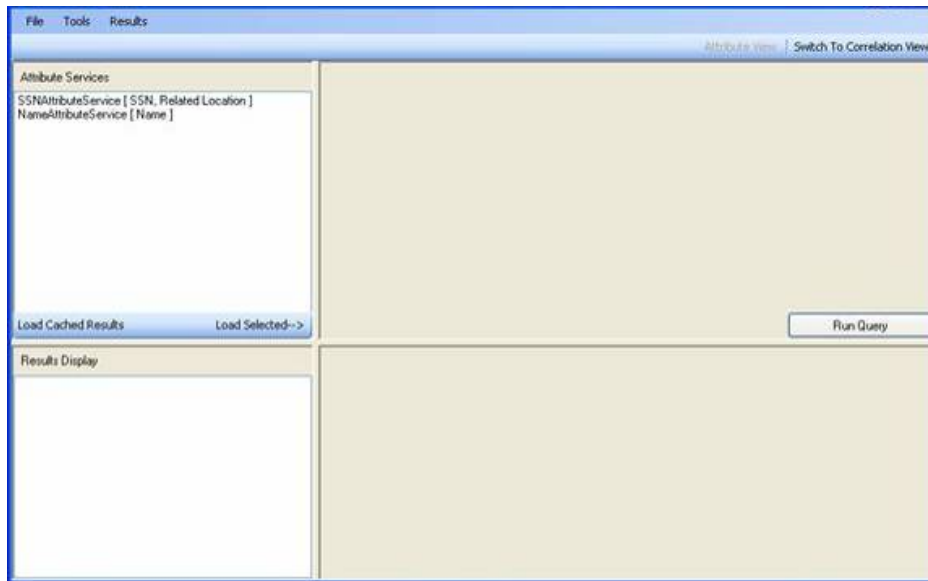 File Tools Results
Attribute View Switch To Correlation View
Attribute Services
SSNAttributeService [ SSN, Related Location ]
NameAttributeService [ Name ]
Load Cached Results Load Selected-->
Run Query
Results Display